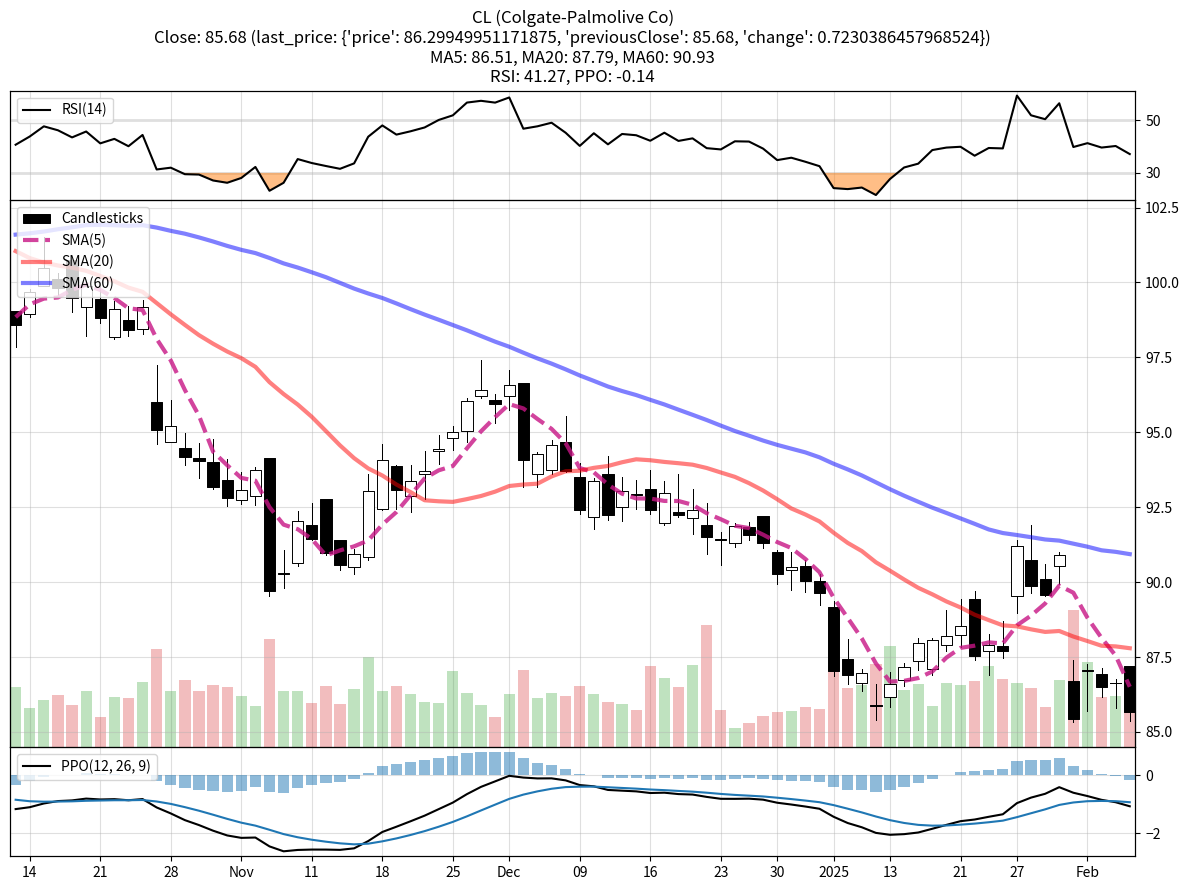 CL (Colgate-Palmolive Co)
Close: 85.68 (last_price: {'price': 86.29949951171875, 'previousClose': 85.68, 'change': 0.7230386457968524})
MA5: 86.51, MA20: 87.79, MA60: 90.93
RSI: 41.27, PPO: -0.14
RSI(14)
50
30
Candlesticks
SMA(5)
SMA(20)
SMA(60)
102.5
100.0
97.5
95.0
92.5
90.0
87.5
85.0
PPO(12, 26, 9)
0
−2
14 21 28 Nov 11 18 25 Dec 09 16 23 30 2025 13 21 27 Feb